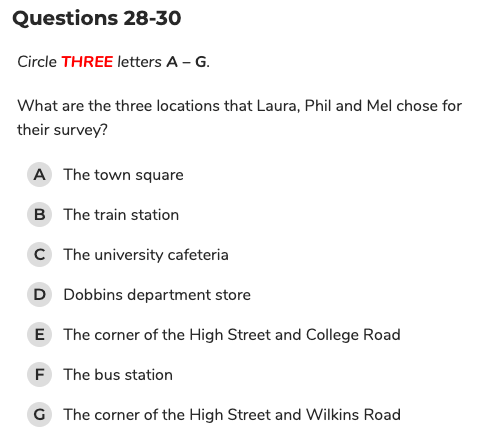 Questions 28-30
Circle THREE letters A – G.
What are the three locations that Laura, Phil and Mel chose for
their survey?
A The town square
B The train station
C The university cafeteria
D Dobbins department store
E The corner of the High Street and College Road
F The bus station
G The corner of the High Street and Wilkins Road